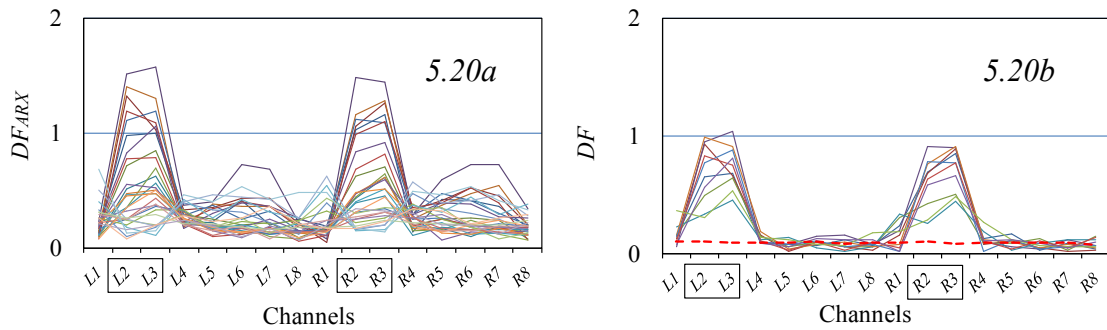 2
5.20a
DFARX
1
0
L1 L2 L3 L4 L5 L6 L7 L8 R1 R2 R3 R4 R5 R6 R7 R8
Channels
2
5.20b
DF
1
0
L1 L2 L3 L4 L5 L6 L7 L8 R1 R2 R3 R4 R5 R6 R7 R8
Channels